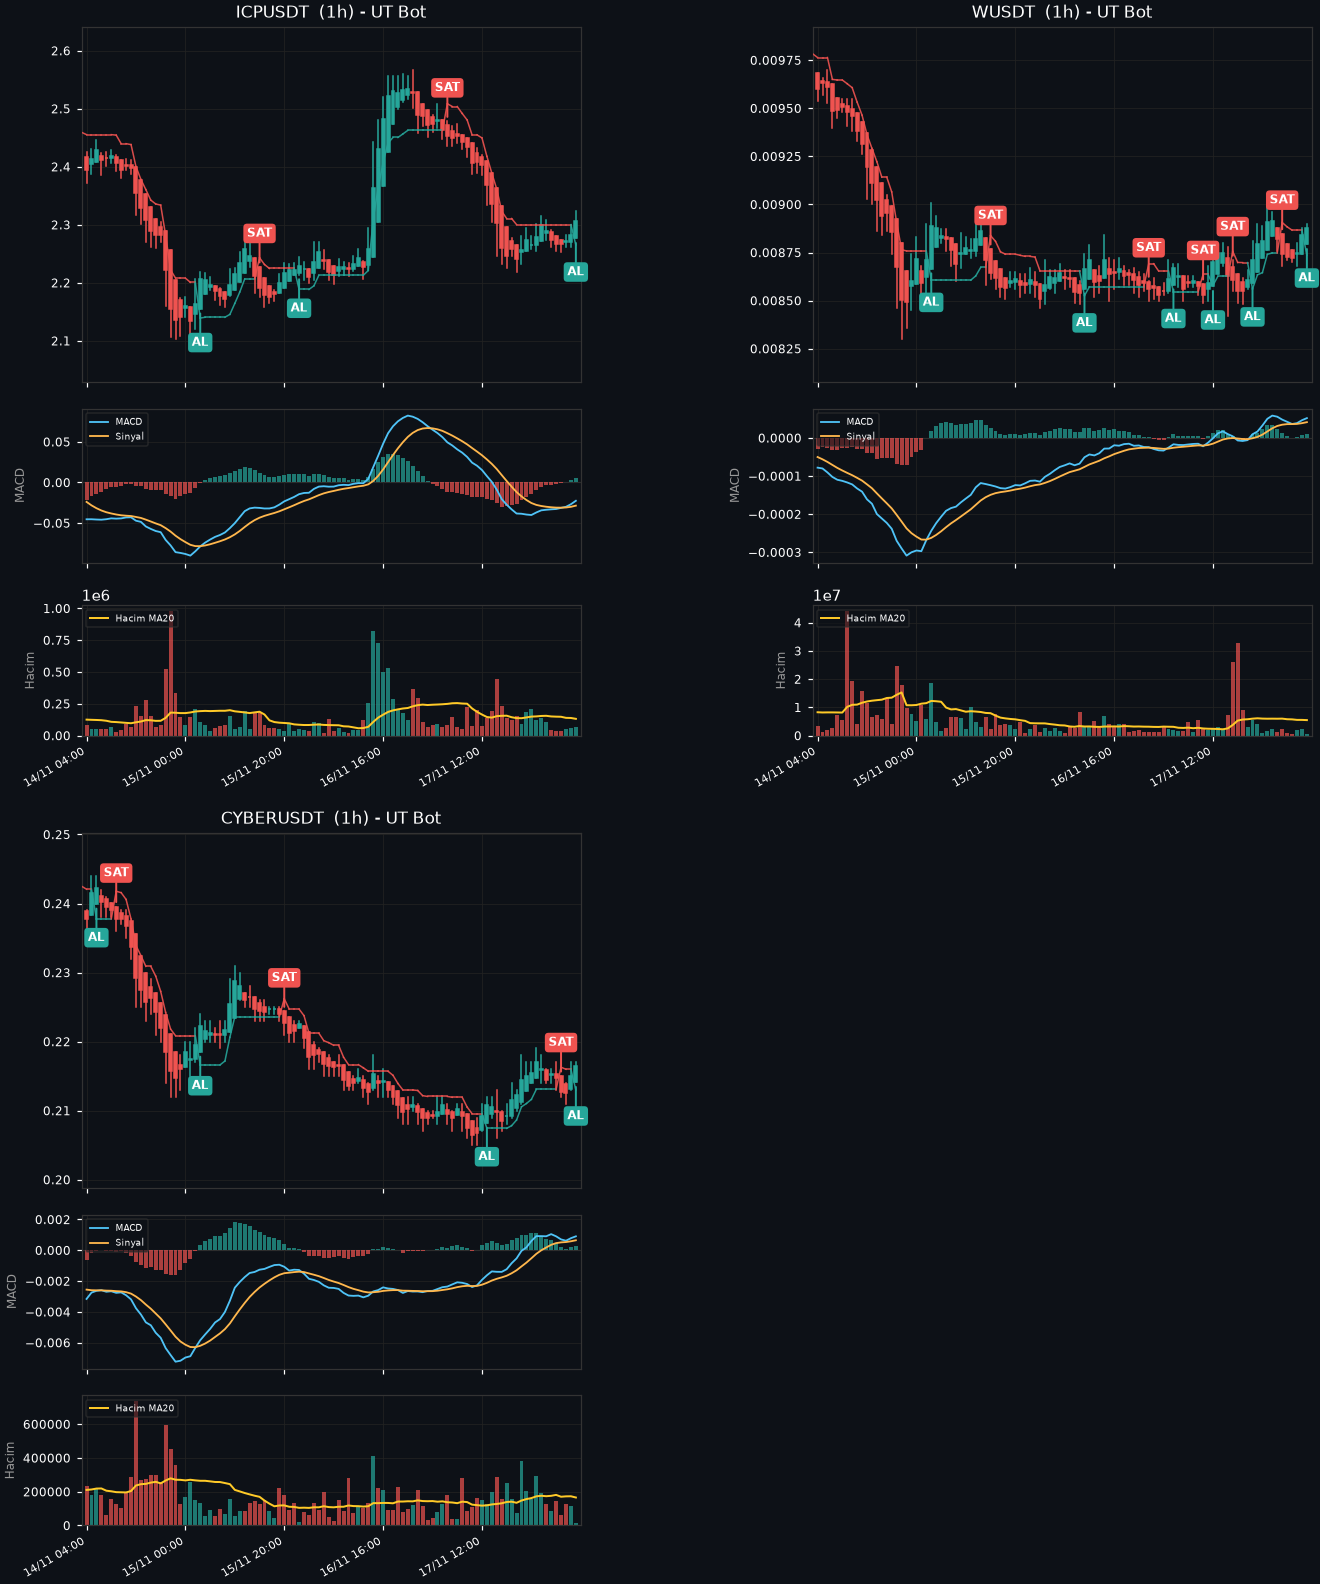 ICPUSDT (1h) - UT Bot
2.6
2.5
2.4
2.3
2.2
2.1
SAT
SAT
AL
AL
AL
MACD
Sinyal
MACD
0.05
0.00
−0.05
1e6
Hacim MA20
Hacim
1.00
0.75
0.50
0.25
0.00
14/11 04:00
15/11 00:00
15/11 20:00
16/11 16:00
17/11 12:00
WUSDT (1h) - UT Bot
0.00975
0.00950
0.00925
0.00900
0.00875
0.00850
0.00825
SAT
SAT
SAT
SAT
SAT
AL
AL
AL
AL
AL
AL
MACD
Sinyal
MACD
0.0000
−0.0001
−0.0002
−0.0003
1e7
Hacim MA20
Hacim
4
3
2
1
0
14/11 04:00
15/11 00:00
15/11 20:00
16/11 16:00
17/11 12:00
CYBERUSDT (1h) - UT Bot
0.25
0.24
0.23
0.22
0.21
0.20
SAT
SAT
SAT
AL
AL
AL
AL
MACD
Sinyal
MACD
0.002
0.000
−0.002
−0.004
−0.006
Hacim MA20
Hacim
600000
400000
200000
0
14/11 04:00
15/11 00:00
15/11 20:00
16/11 16:00
17/11 12:00